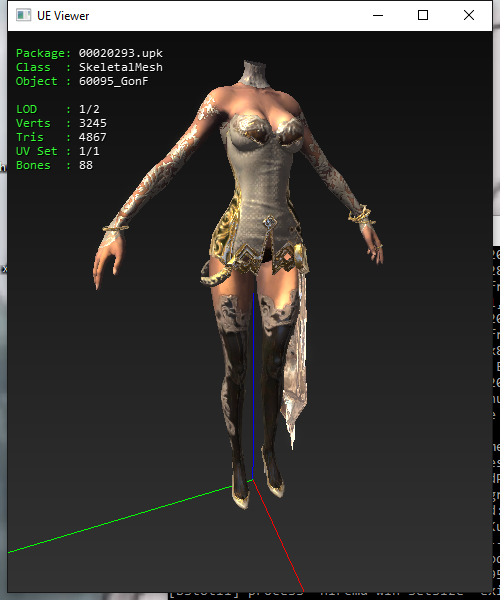 UE Viewer
Package: 00020293.upk
Class : SkeletalMesh
Object : 60095_GonF
LOD : 1/2
Verts : 3245
Tris : 4867
UV Set : 1/1
Bones : 88